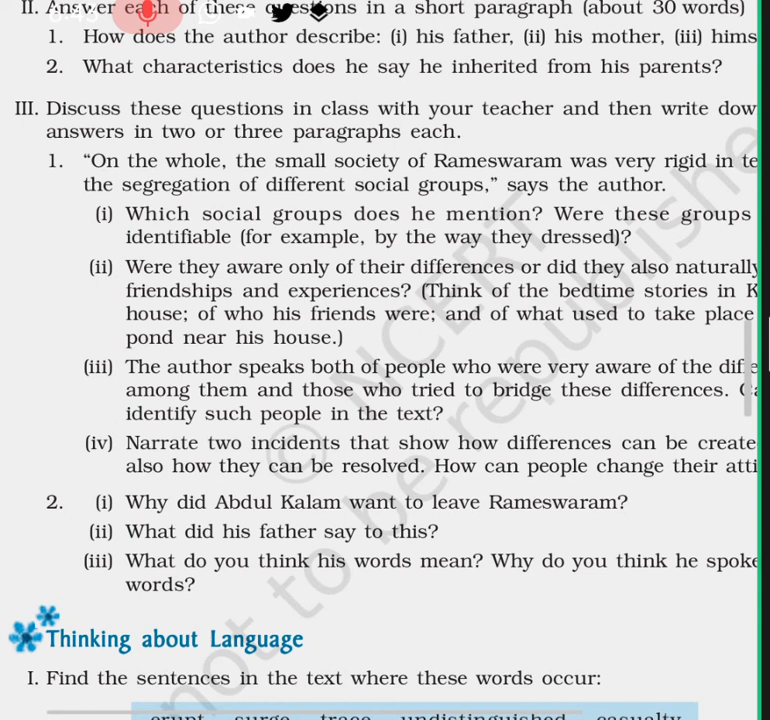 II. Answer each of these questions in a short paragraph (about 30 words)
1. How does the author describe: (i) his father, (ii) his mother, (iii) hims
2. What characteristics does he say he inherited from his parents?
III. Discuss these questions in class with your teacher and then write dow
answers in two or three paragraphs each.
1. “On the whole, the small society of Rameswaram was very rigid in te
the segregation of different social groups,” says the author.
(i) Which social groups does he mention? Were these groups
identifiable (for example, by the way they dressed)?
(ii) Were they aware only of their differences or did they also naturally
friendships and experiences? (Think of the bedtime stories in K
house; of who his friends were; and of what used to take place
pond near his house.)
(iii) The author speaks both of people who were very aware of the diffe
among them and those who tried to bridge these differences. Ca
identify such people in the text?
(iv) Narrate two incidents that show how differences can be create
also how they can be resolved. How can people change their atti
2. (i) Why did Abdul Kalam want to leave Rameswaram?
(ii) What did his father say to this?
(iii) What do you think his words mean? Why do you think he spoke
words?
Thinking about Language
I. Find the sentences in the text where these words occur:
erupt surge trace undistinguished casualty
© NCERT
not to be republishe